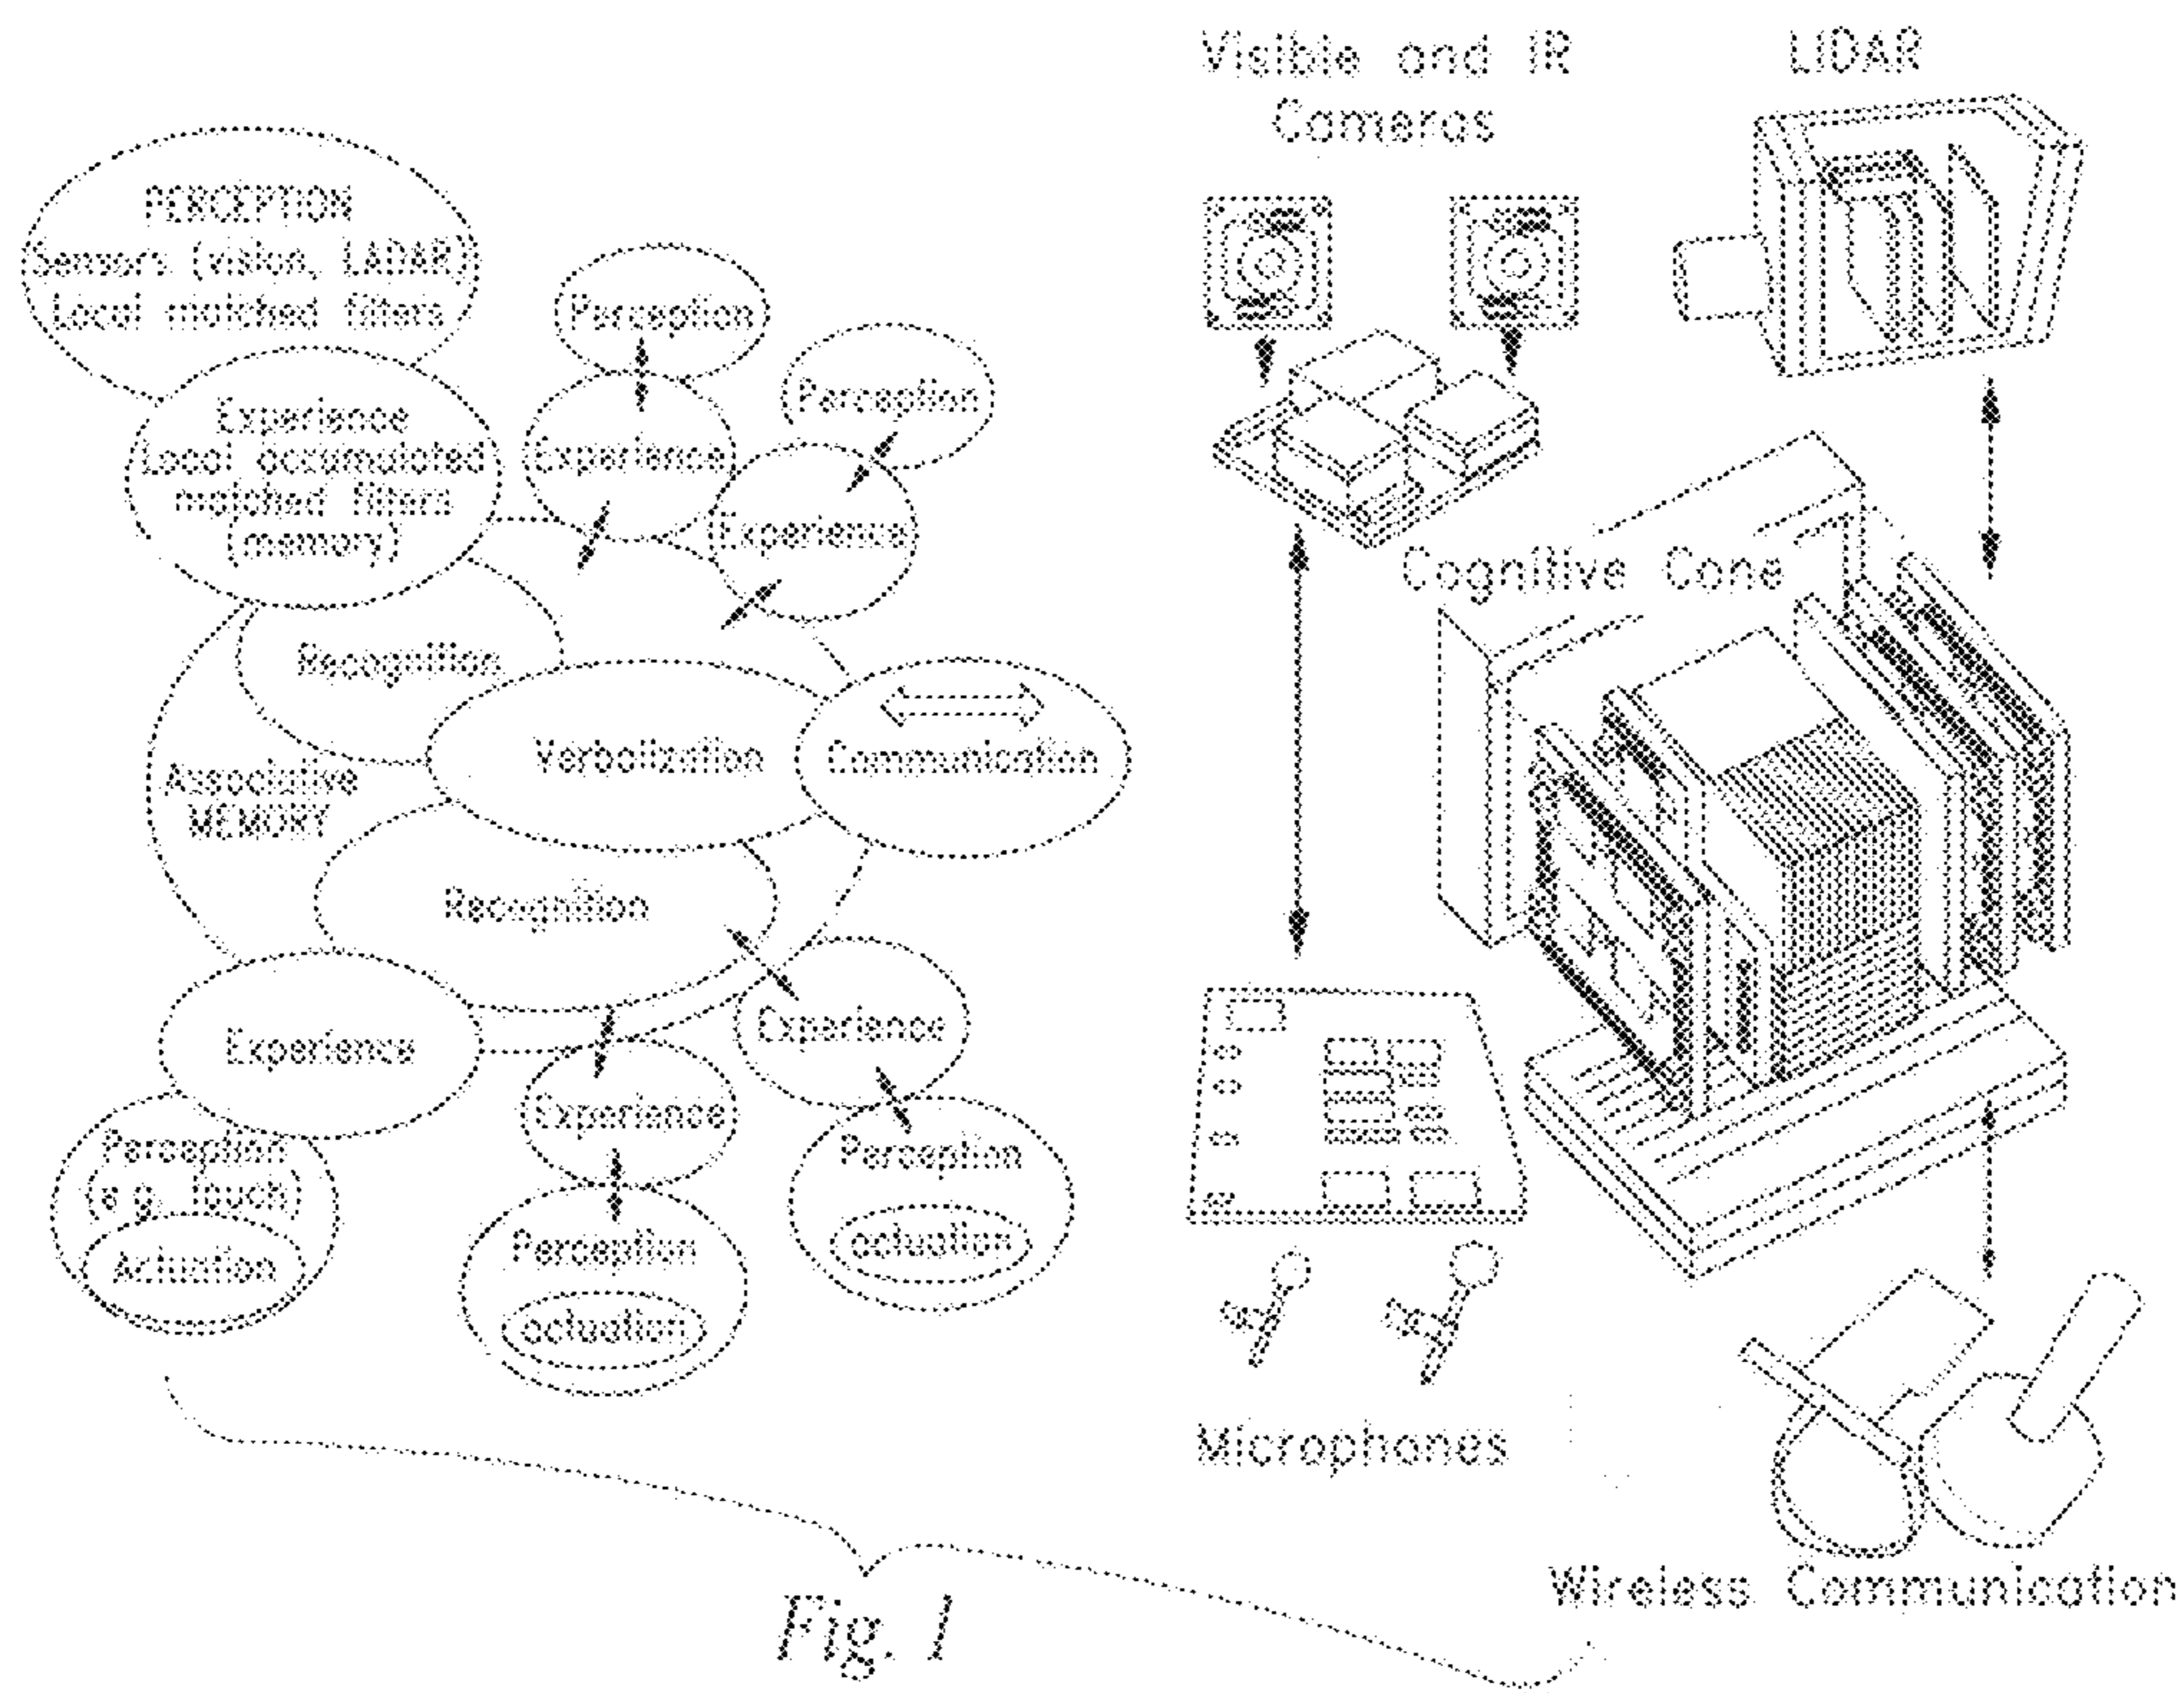 Visible and IR
Cameras
LIDAR
PERCEPTION
Sensors (vision, LADAR)
Local matched filters
Perception
Perception
Experience
Local accumulated
matched filters
(memory)
Experience
Experience
Cognitive Cone
Recognition
Verbolization
Communication
Associative
MEMORY
Recognition
Experience
Experience
Experience
Perception
(e.g. Touch)
Actuation
Perception
actuation
Perception
actuation
Microphones
Wireless Communication
Fig. 1